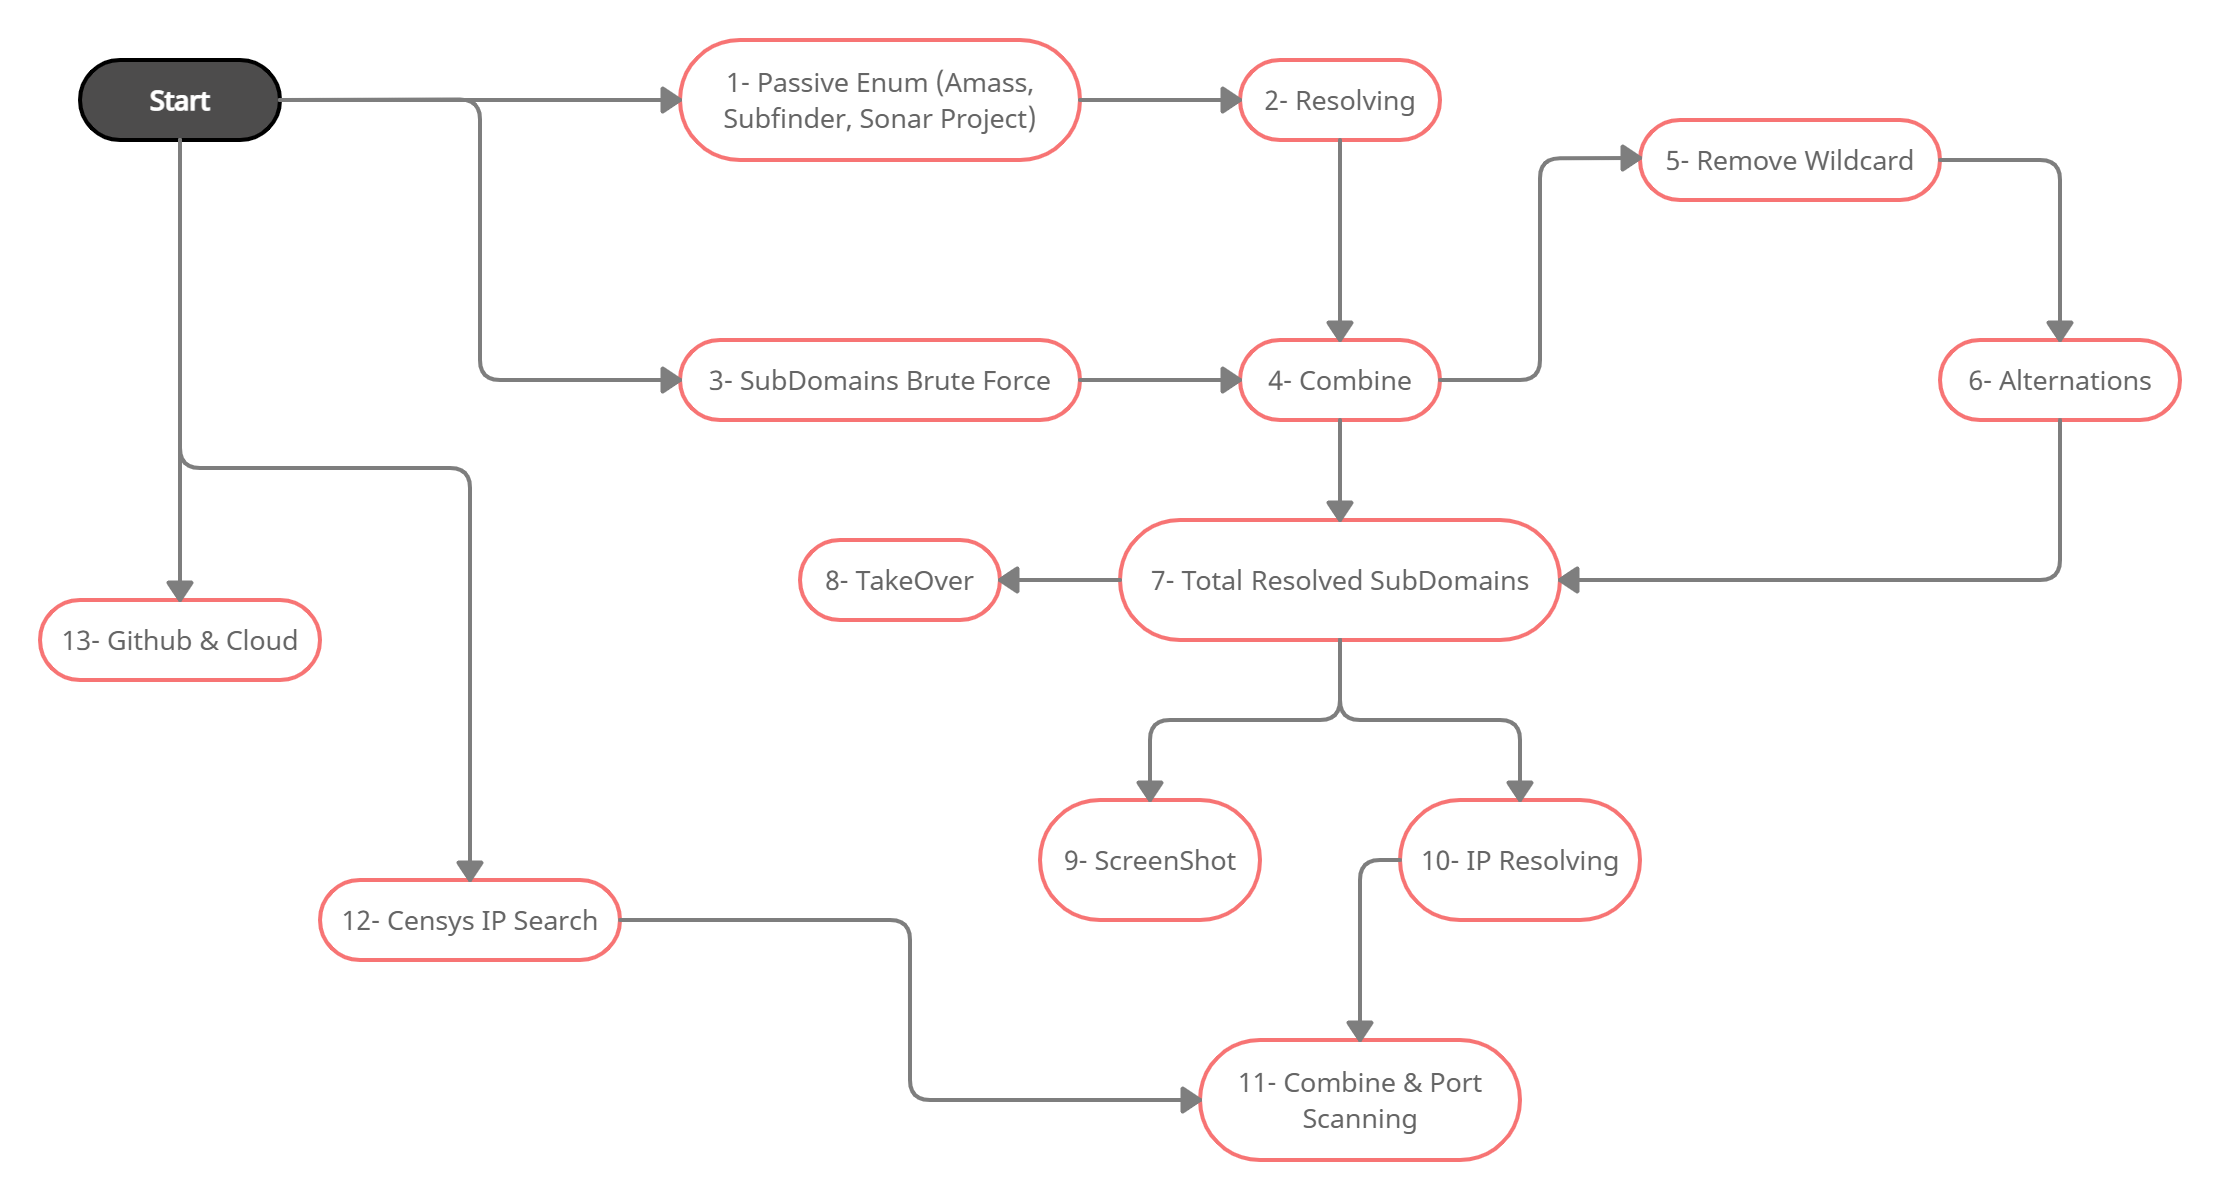 Start
1- Passive Enum (Amass,
Subfinder, Sonar Project)
2- Resolving
5- Remove Wildcard
3- SubDomains Brute Force
4- Combine
6- Alternations
8- TakeOver
7- Total Resolved SubDomains
13- Github & Cloud
9- ScreenShot
10- IP Resolving
12- Censys IP Search
11- Combine & Port
Scanning